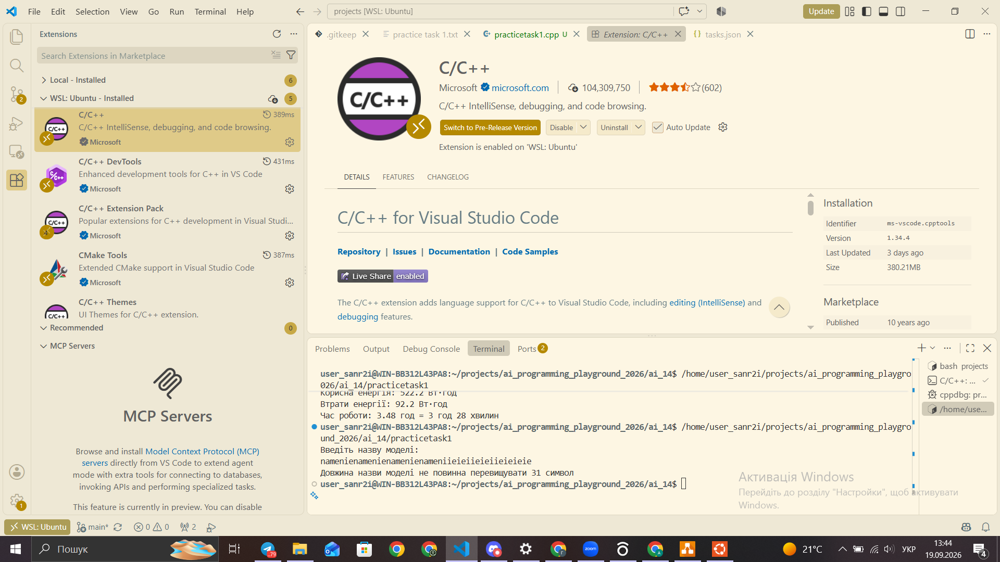 File Edit Selection View Go Run Terminal Help
projects [WSL: Ubuntu]
Update
Extensions
Search Extensions in Marketplace
Local - Installed 6
WSL: Ubuntu - Installed 5
C/C++ 389ms
C/C++ IntelliSense, debugging, and code browsing.
Microsoft
C/C++ DevTools 431ms
Enhanced development tools for C++ in VS Code
Microsoft
C/C++ Extension Pack
Popular extensions for C++ development in Visual Studi...
4
Microsoft
CMake Tools 387ms
Extended CMake support in Visual Studio Code
Microsoft
C/C++ Themes
UI Themes for C/C++ extension.
Recommended 0
MCP Servers
MCP Servers
Browse and install Model Context Protocol (MCP)
servers directly from VS Code to extend agent
mode with extra tools for connecting to databases,
invoking APIs and performing specialized tasks.
This feature is currently in preview. You can disable
2
1
.gitkeep practice task 1.txt practicetask1.cpp U Extension: C/C++ tasks.json
C/C++
C/C++
Microsoft microsoft.com 104,309,750 (602)
C/C++ IntelliSense, debugging, and code browsing.
Switch to Pre-Release Version Disable Uninstall Auto Update
Extension is enabled on 'WSL: Ubuntu'
DETAILS FEATURES CHANGELOG
C/C++ for Visual Studio Code
Repository | Issues | Documentation | Code Samples
Live Share enabled
The C/C++ extension adds language support for C/C++ to Visual Studio Code, including editing (IntelliSense) and
debugging features.
Installation
Identifier ms-vscode.cpptools
Version 1.34.4
Last Updated 3 days ago
Size 380.21MB
Marketplace
Published 10 years ago
Problems Output Debug Console Terminal Ports 2
user_sanr2i@WIN-BB312L43PA8:~/projects/ai_programming_playground_2026/ai_14$ /home/user_sanr2i/projects/ai_programming_playgro
026/ai_14/practicetask1
Корисна енергія: 522.2 Вт·год
Втрати енергії: 92.2 Вт·год
Час роботи: 3.48 год = 3 год 28 хвилин
user_sanr2i@WIN-BB312L43PA8:~/projects/ai_programming_playground_2026/ai_14$ /home/user_sanr2i/projects/ai_programming_playgro
und_2026/ai_14/practicetask1
Введіть назву моделі:
namenienamenienamenienameniieieiieieiieieieie
Довжина назви моделі не повинна перевищувати 31 символ
user_sanr2i@WIN-BB312L43PA8:~/projects/ai_programming_playground_2026/ai_14$
bash projects
C/C++: ...
cppdbg: pr...
/home/use...
Активація Windows
Перейдіть до розділу "Настройки", щоб активувати
Windows.
WSL: Ubuntu main* 0 0 2
Пошук
79
zoom
21°C
УКР
13:44
19.09.2026
4